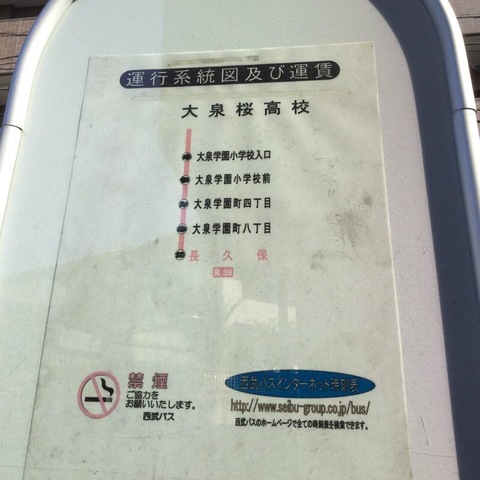 運行系統図及び運賃
大泉桜高校
大泉学園小学校入口
大泉学園小学校前
大泉学園町四丁目
大泉学園町八丁目
長久保
泉38
禁煙
ご協力を
お願いいたします。
西武バス
西武バスインターネット時刻表
http://www.seibu-group.co.jp/bus/
西武バスのホームページで全ての時刻表を検索できます。